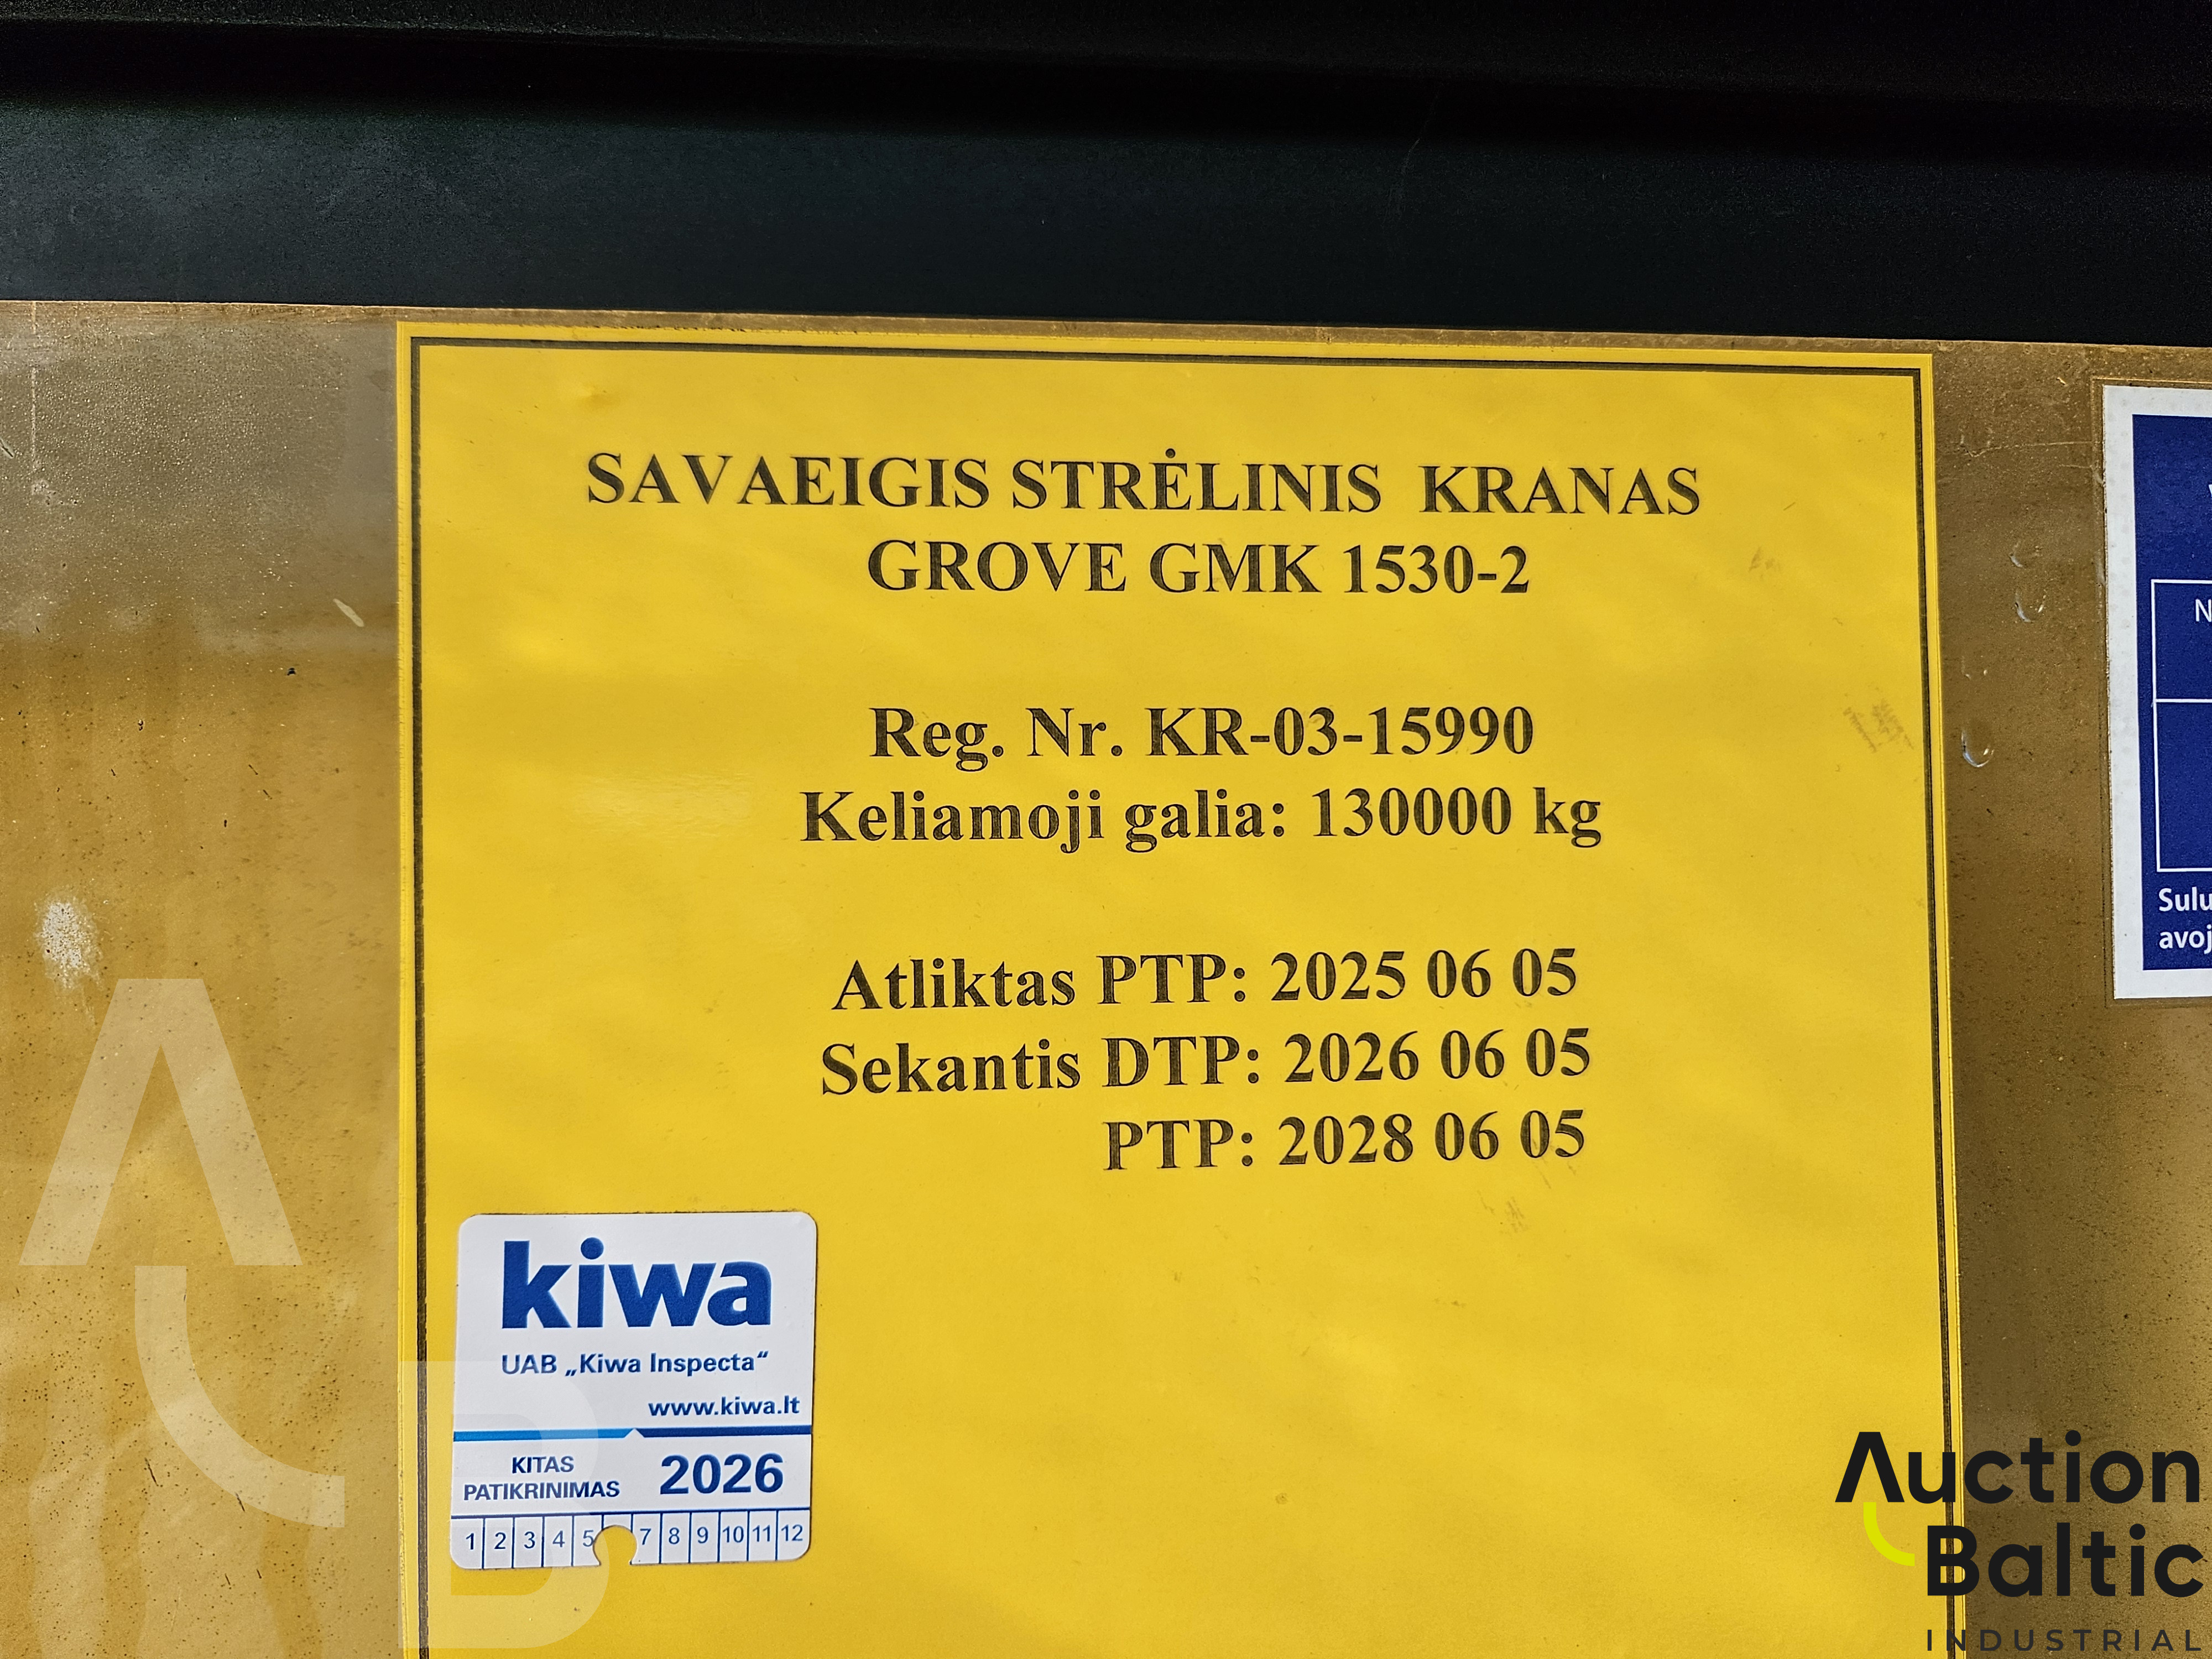 SAVAEIGIS STRĖLINIS KRANAS
GROVE GMK 1530-2
Reg. Nr. KR-03-15990
Keliamoji galia: 130000 kg
Atliktas PTP: 2025 06 05
Sekantis DTP: 2026 06 05
PTP: 2028 06 05
kiwa
UAB „Kiwa Inspecta“
www.kiwa.lt
KITAS
PATIKRINIMAS 2026
1 2 3 4 5 7 8 9 10 11 12
Auction
Baltic
INDUSTRIAL